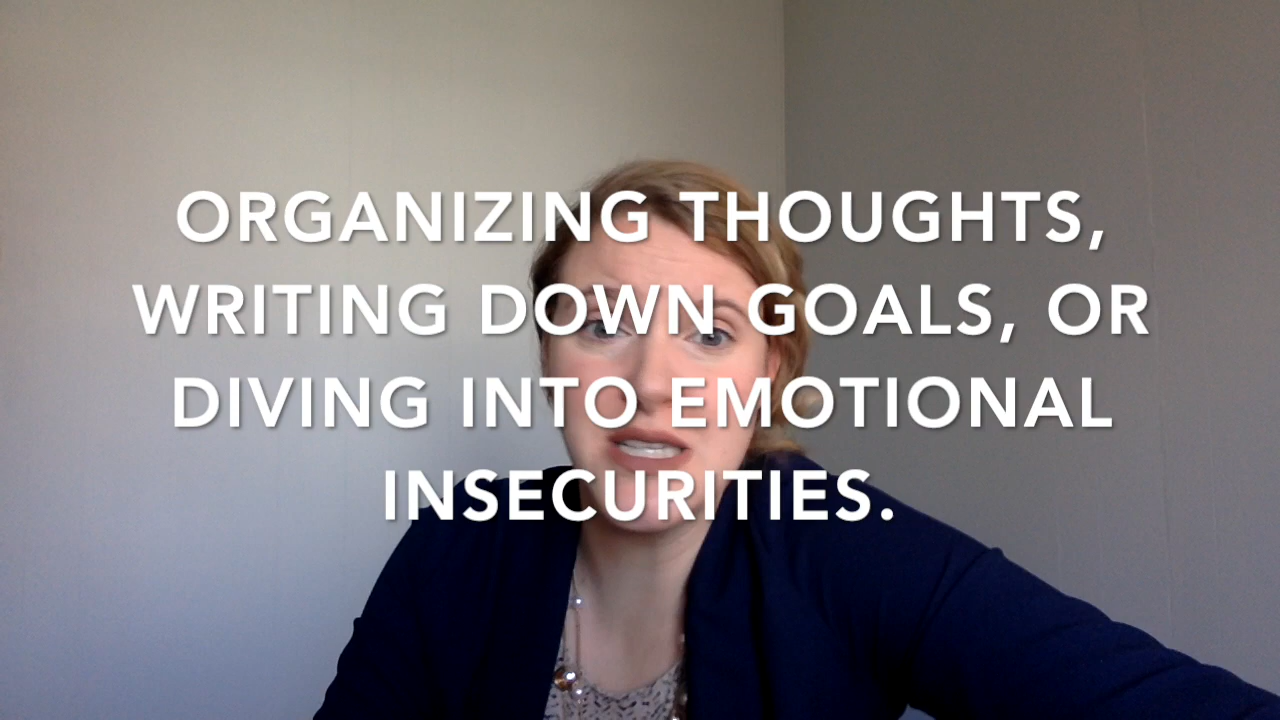 ORGANIZING THOUGHTS,
WRITING DOWN GOALS, OR
DIVING INTO EMOTIONAL
INSECURITIES.